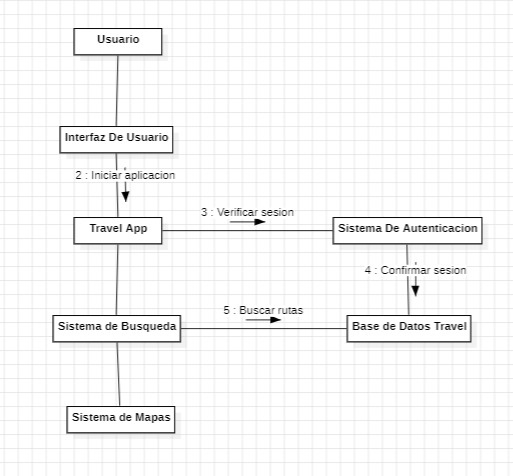 Usuario
Interfaz De Usuario
2 : Iniciar aplicacion
3 : Verificar sesion
Travel App
Sistema De Autenticacion
4 : Confirmar sesion
5 : Buscar rutas
Sistema de Busqueda
Base de Datos Travel
Sistema de Mapas